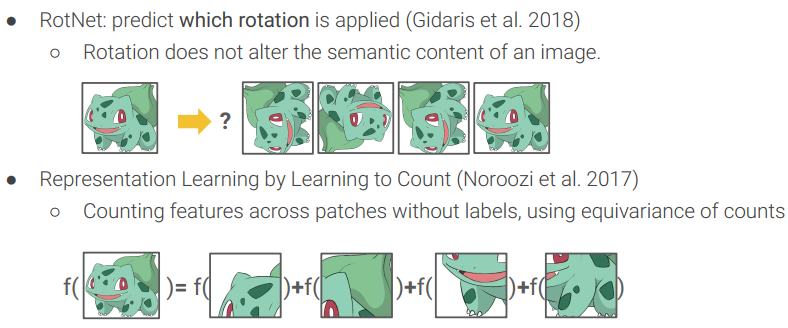 ● RotNet: predict which rotation is applied (Gidaris et al. 2018)
○ Rotation does not alter the semantic content of an image.
?
● Representation Learning by Learning to Count (Noroozi et al. 2017)
○ Counting features across patches without labels, using equivariance of counts
f( )= f( )+f( )+f( )+f( )